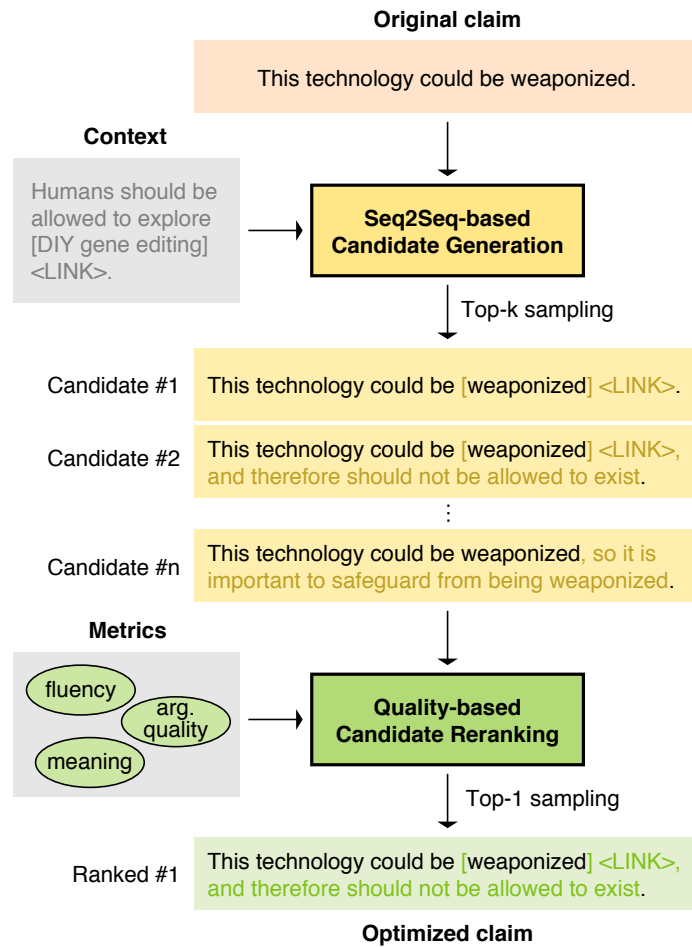 Original claim
This technology could be weaponized.
Context
Humans should be
allowed to explore
[DIY gene editing]
<LINK>.
Seq2Seq-based
Candidate Generation
Top-k sampling
Candidate #1
This technology could be [weaponized] <LINK>.
Candidate #2
This technology could be [weaponized] <LINK>,
and therefore should not be allowed to exist.
⋮
Candidate #n
This technology could be weaponized, so it is
important to safeguard from being weaponized.
Metrics
fluency
arg.
quality
meaning
Quality-based
Candidate Reranking
Top-1 sampling
Ranked #1
This technology could be [weaponized] <LINK>,
and therefore should not be allowed to exist.
Optimized claim